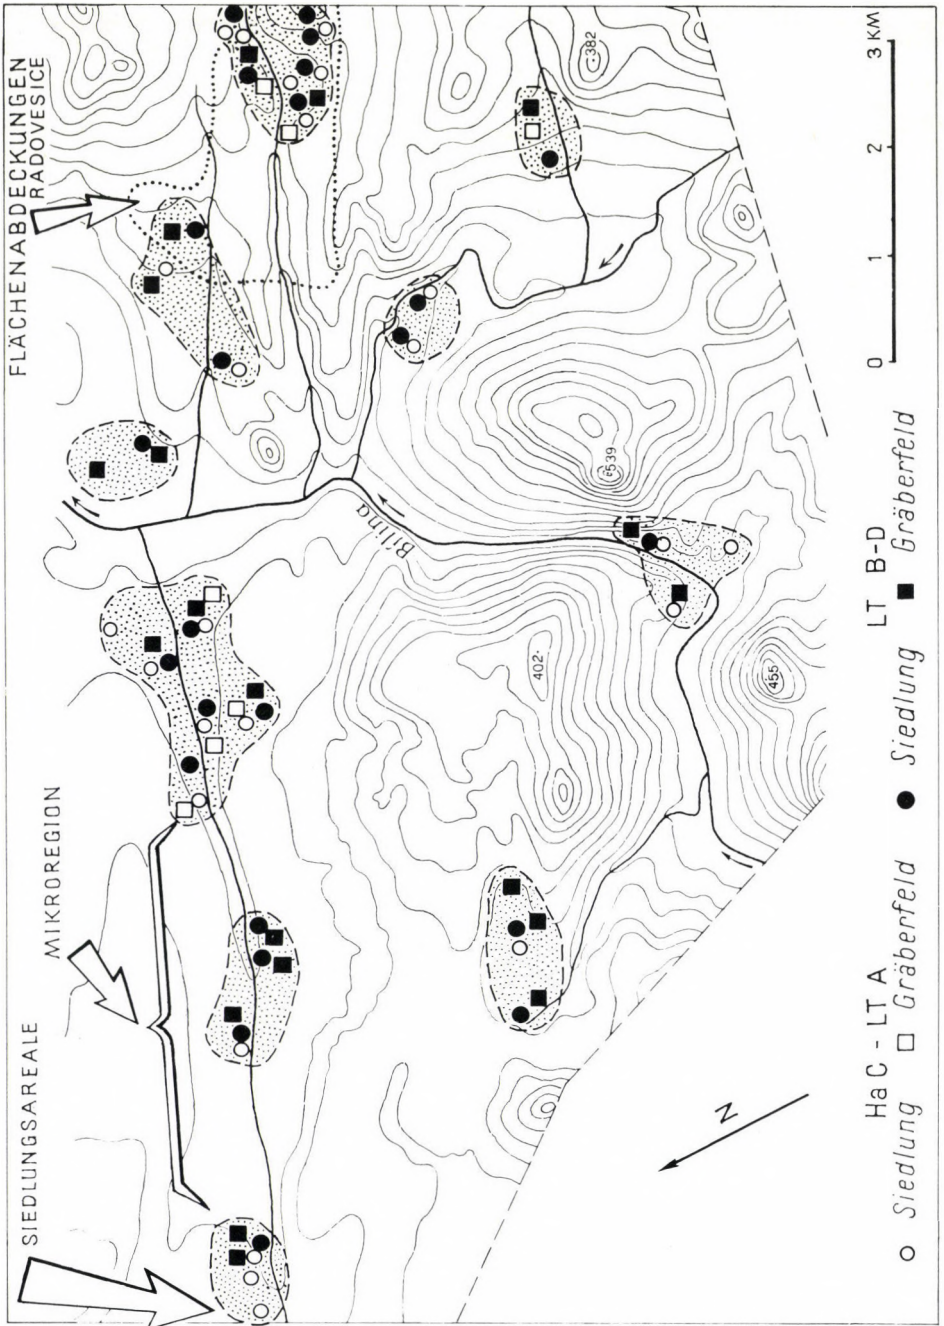 SIEDLUNGSAREALE
MIKROREGION
FLÄCHENABDECKUNGEN
RADOVESICE
Bílina
402
539
382
455
N
0 1 2 3 KM
Ha C - LT A
LT B-D
Siedlung Gräberfeld Siedlung Gräberfeld